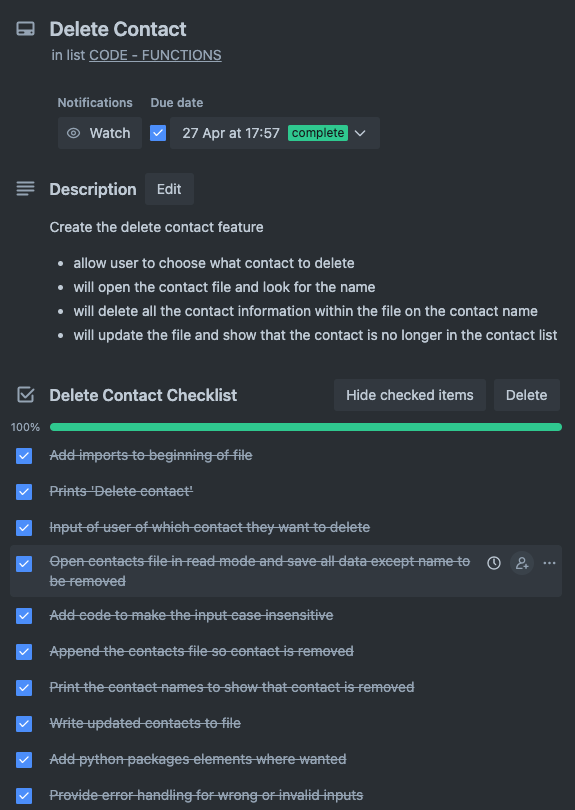 Delete Contact
in list CODE - FUNCTIONS
Notifications Due date
Watch 27 Apr at 17:57 complete
Description Edit
Create the delete contact feature
• allow user to choose what contact to delete
• will open the contact file and look for the name
• will delete all the contact information within the file on the contact name
• will update the file and show that the contact is no longer in the contact list
Delete Contact Checklist Hide checked items Delete
100%
Add imports to beginning of file
Prints 'Delete contact'
Input of user of which contact they want to delete
Open contacts file in read mode and save all data except name to
be removed
Add code to make the input case insensitive
Append the contacts file so contact is removed
Print the contact names to show that contact is removed
Write updated contacts to file
Add python packages elements where wanted
Provide error handling for wrong or invalid inputs